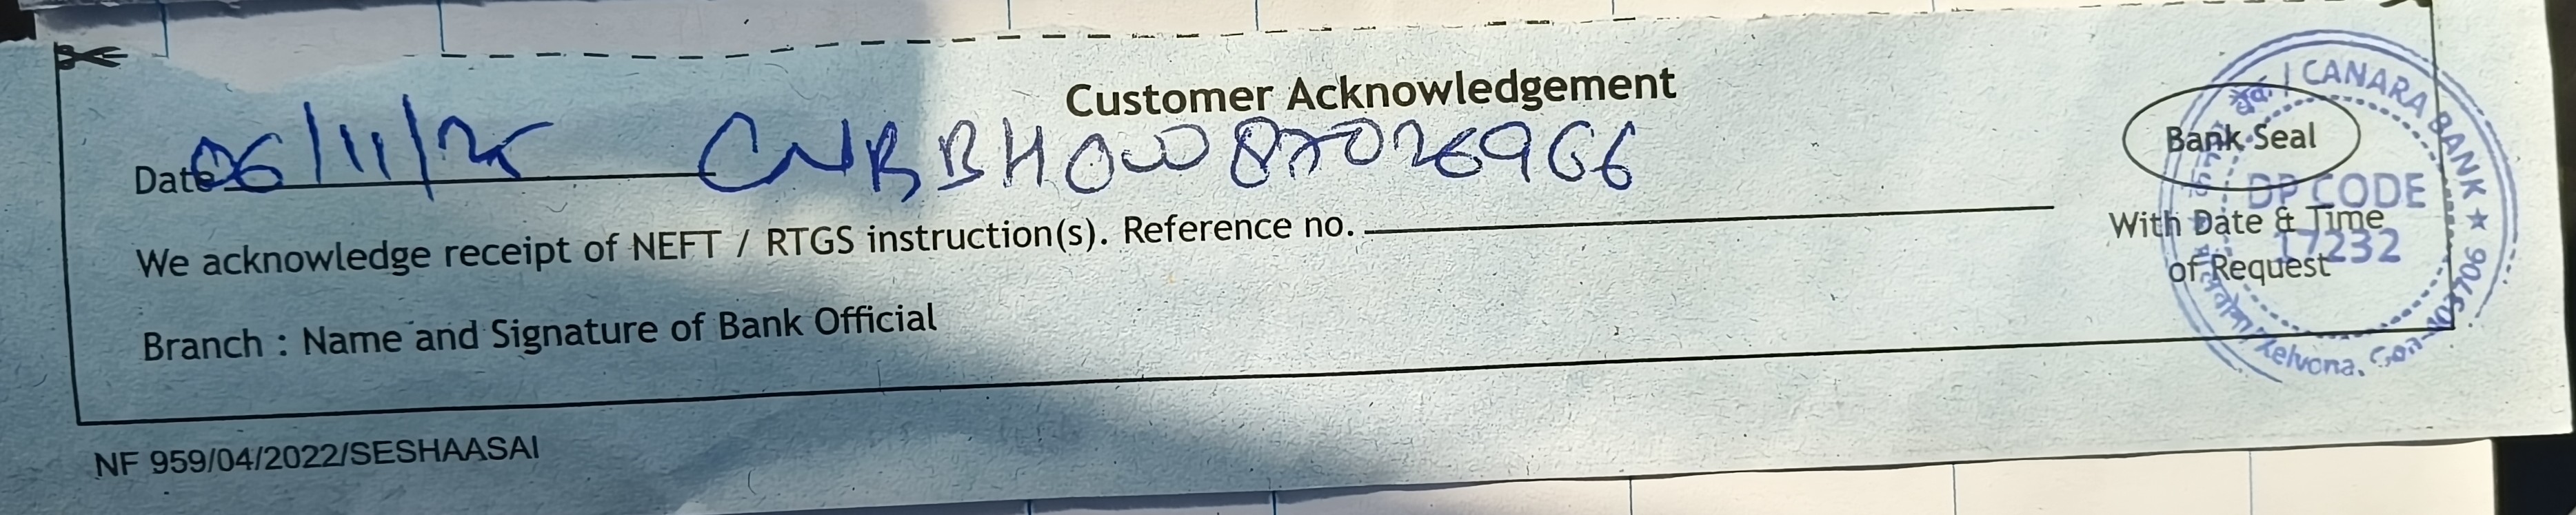 Customer Acknowledgement
Date 06/11/25 CNRBH00087026966
We acknowledge receipt of NEFT / RTGS instruction(s). Reference no.
Branch : Name and Signature of Bank Official
Bank Seal
With Date & Time
of Request
CANARA BANK ★
DP CODE
17232
Kelvona, Goa-403706
NF 959/04/2022/SESHAASAI